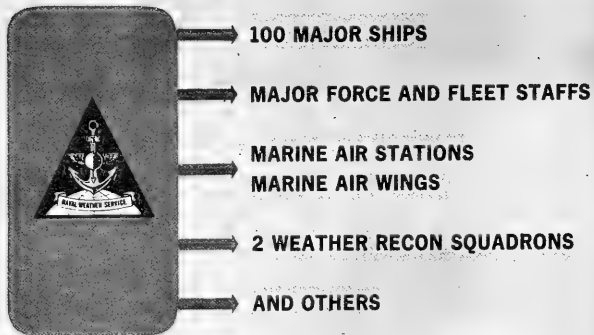 100 MAJOR SHIPS
MAJOR FORCE AND FLEET STAFFS
MARINE AIR STATIONS
MARINE AIR WINGS
NAVAL WEATHER SERVICE
2 WEATHER RECON SQUADRONS
AND OTHERS